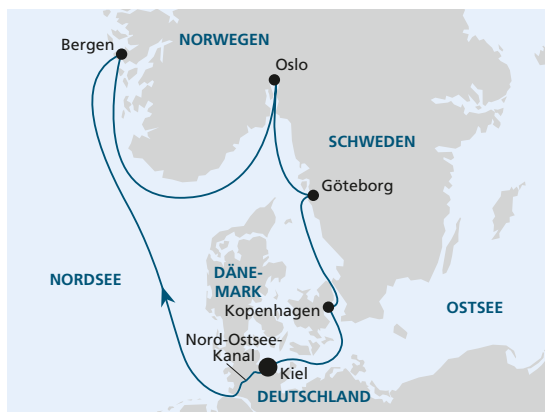 NORWEGEN
Bergen
Oslo
SCHWEDEN
Göteborg
NORDSEE
DÄNE-
MARK
Kopenhagen
OSTSEE
Nord-Ostsee-
Kanal
Kiel
DEUTSCHLAND